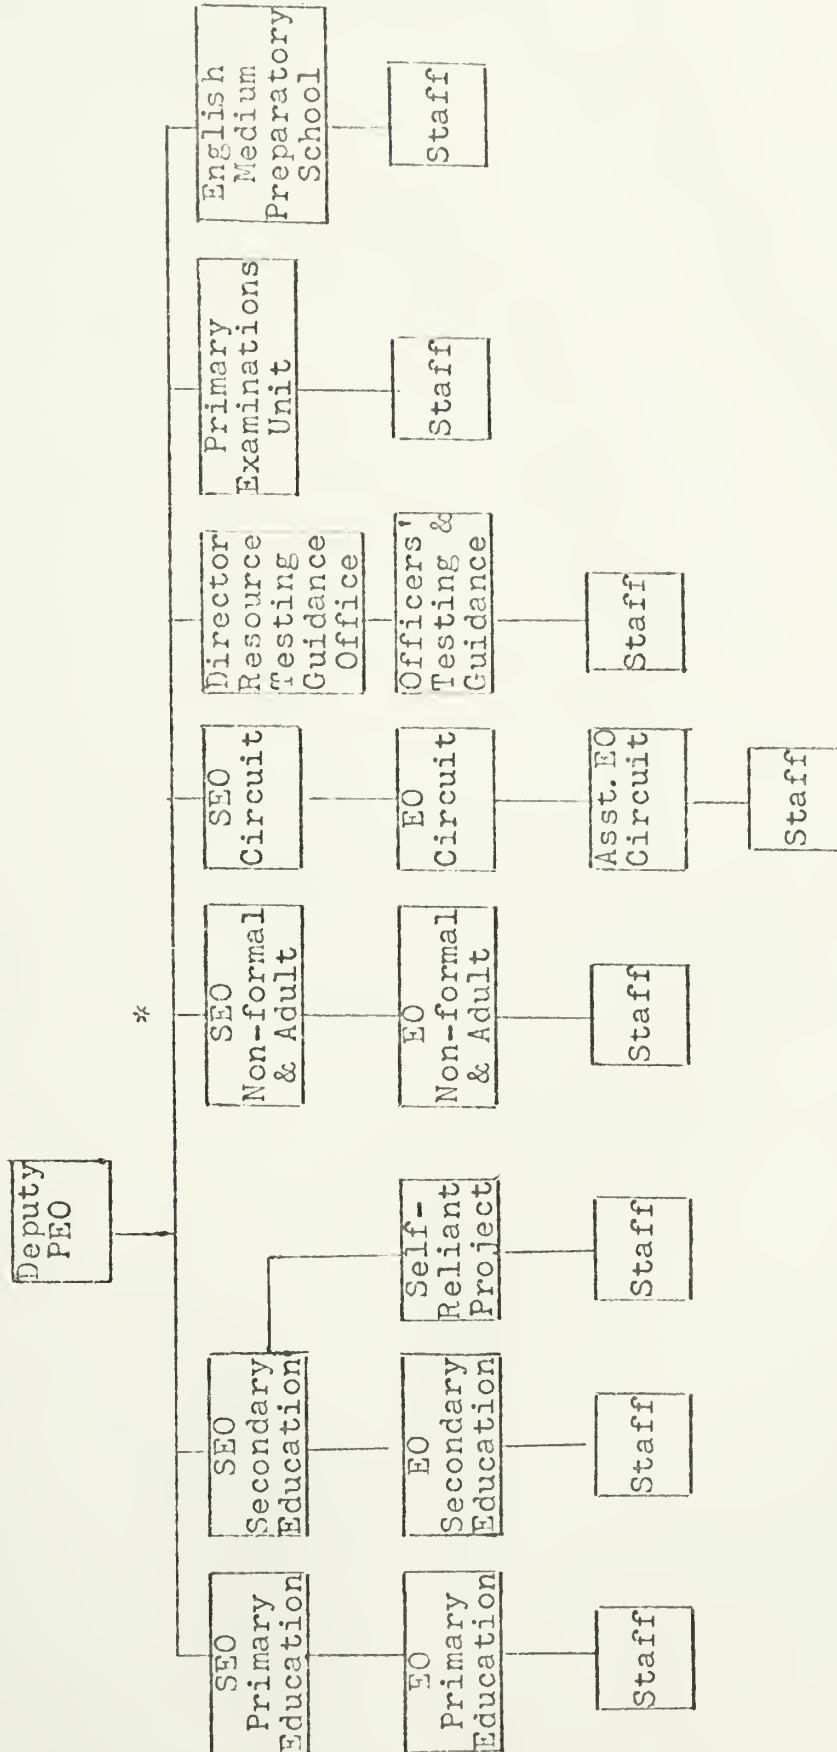 Deputy
PEO
*
SEO
Primary
Education
SEO
Secondary
Education
SEO
Non-formal
& Adult
SEO
Circuit
Director
Resource
Testing
Guidance
Office
Primary
Examinations
Unit
English
Medium
Preparatory
School
EO
Primary
Education
EO
Secondary
Education
Self-
Reliant
Project
EO
Non-formal
& Adult
EO
Circuit
Officers'
Testing &
Guidance
Staff
Staff
Staff
Staff
Staff
Staff
Asst. EO
Circuit
Staff
Staff